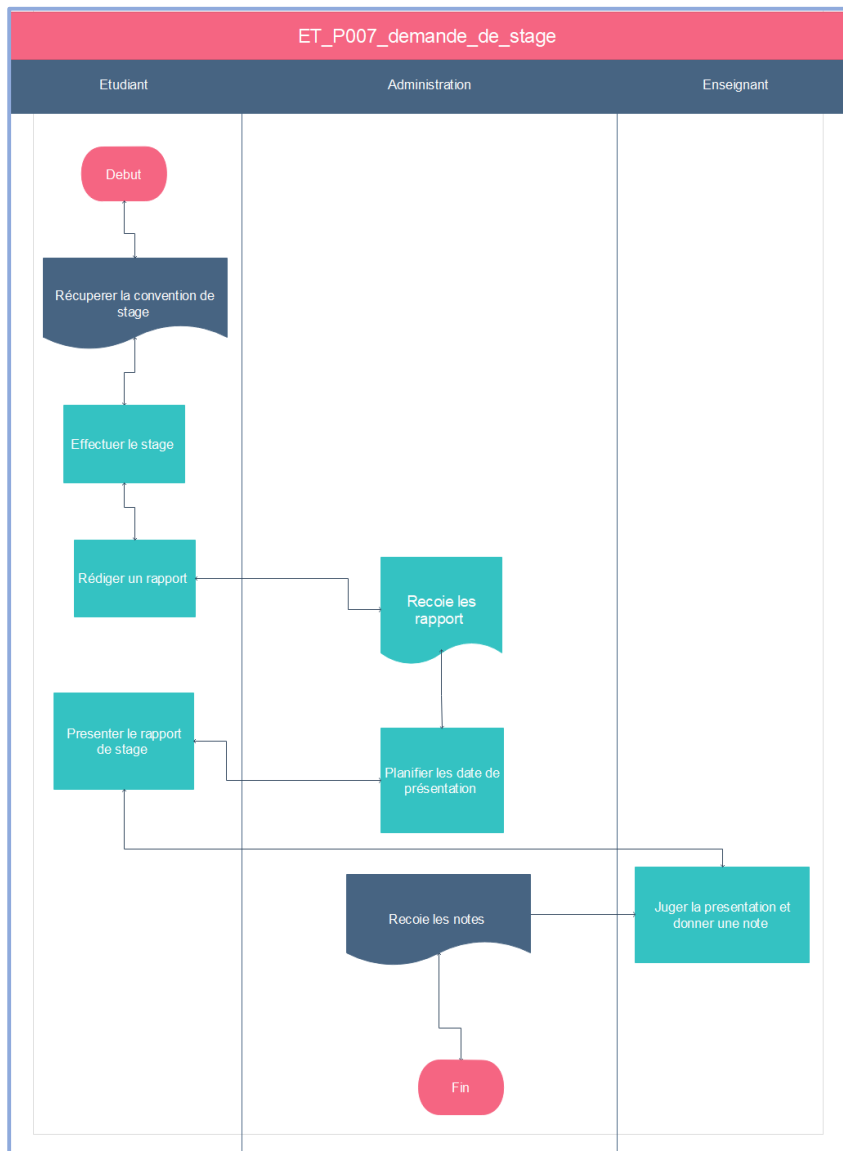 ET_P007_demande_de_stage
Etudiant
Administration
Enseignant
Debut
Récuperer la convention de
stage
Effectuer le stage
Rédiger un rapport
Recoie les
rapport
Presenter le rapport
de stage
Planifier les date de
présentation
Recoie les notes
Juger la presentation et
donner une note
Fin